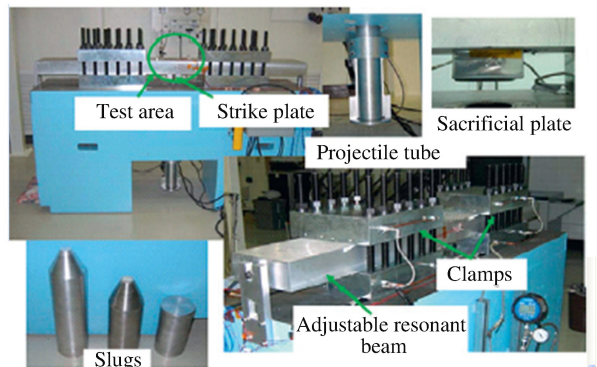 Test area
Strike plate
Sacrificial plate
Projectile tube
Clamps
Adjustable resonant
beam
Slugs